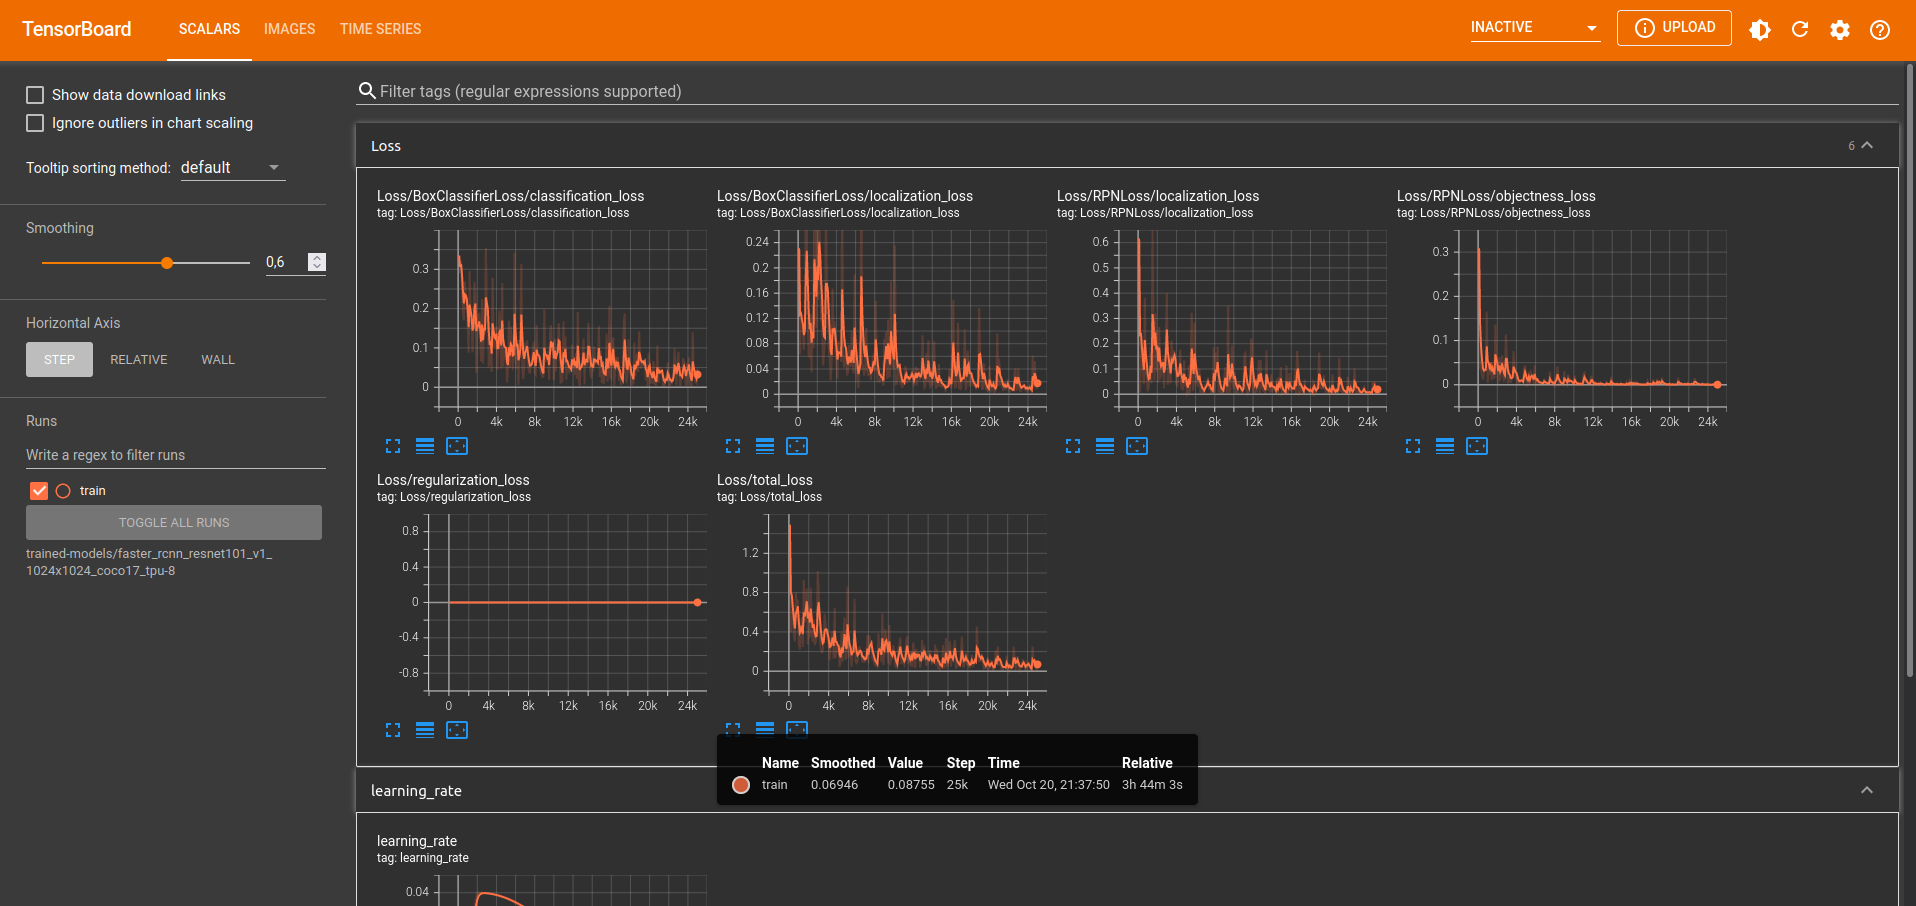 TensorBoard
SCALARS
IMAGES
TIME SERIES
INACTIVE
UPLOAD
Show data download links
Ignore outliers in chart scaling
Tooltip sorting method: default
Smoothing
0,6
Horizontal Axis
STEP RELATIVE WALL
Runs
Write a regex to filter runs
train
TOGGLE ALL RUNS
trained-models/faster_rcnn_resnet101_v1_
1024x1024_coco17_tpu-8
Filter tags (regular expressions supported)
Loss
6
Loss/BoxClassifierLoss/classification_loss
tag: Loss/BoxClassifierLoss/classification_loss
0.3
0.2
0.1
0
0 4k 8k 12k 16k 20k 24k
Loss/BoxClassifierLoss/localization_loss
tag: Loss/BoxClassifierLoss/localization_loss
0.24
0.2
0.16
0.12
0.08
0.04
0
0 4k 8k 12k 16k 20k 24k
Loss/RPNLoss/localization_loss
tag: Loss/RPNLoss/localization_loss
0.6
0.5
0.4
0.3
0.2
0.1
0
0 4k 8k 12k 16k 20k 24k
Loss/RPNLoss/objectness_loss
tag: Loss/RPNLoss/objectness_loss
0.3
0.2
0.1
0
0 4k 8k 12k 16k 20k 24k
Loss/regularization_loss
tag: Loss/regularization_loss
0.8
0.4
0
-0.4
-0.8
0 4k 8k 12k 16k 20k 24k
Loss/total_loss
tag: Loss/total_loss
1.2
0.8
0.4
0
0 4k 8k 12k 16k 20k 24k
Name Smoothed Value Step Time Relative
train 0.06946 0.08755 25k Wed Oct 20, 21:37:50 3h 44m 3s
learning_rate
learning_rate
tag: learning_rate
0.04